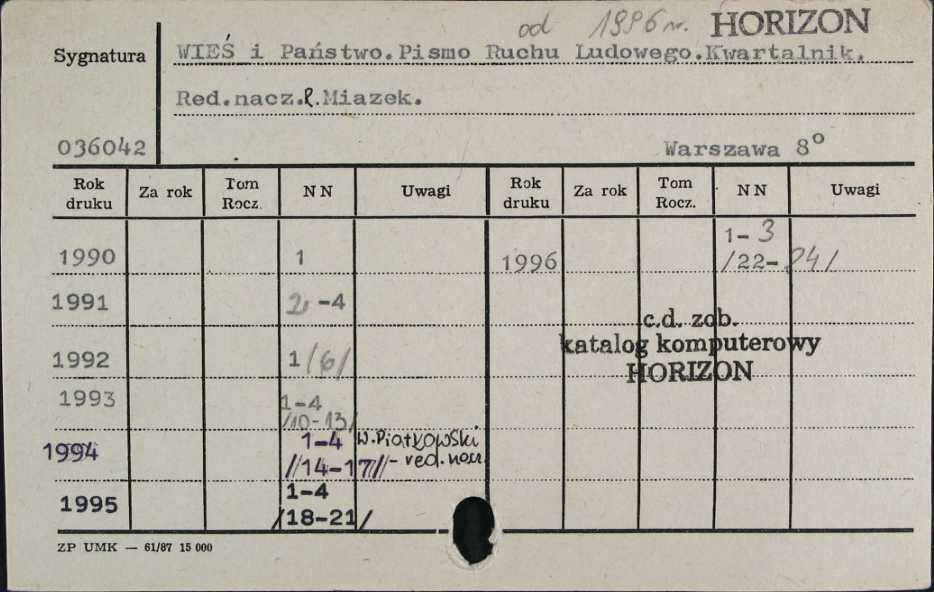 od 1996 nr. HORIZON
Sygnatura WIEŚ i Państwo.Pismo Ruchu Ludowego.Kwartalnik.
Red.nacz.R.Miazek.
036042 Warszawa 8°
Rok druku Za rok Tom Rocz. NN Uwagi Rok druku Za rok Tom Rocz. NN Uwagi
1990 1 1996 1-3 /22-24/
1991 2-4
c.d. zob.
katalog komputerowy
HORIZON
1992 1/6/
1993 1-4 /10-13/
1994 1-4 //14-17// W.Piątkowski - red.nacz.
1995 1-4 /18-21/
ZP UMK — 61/87 15 000